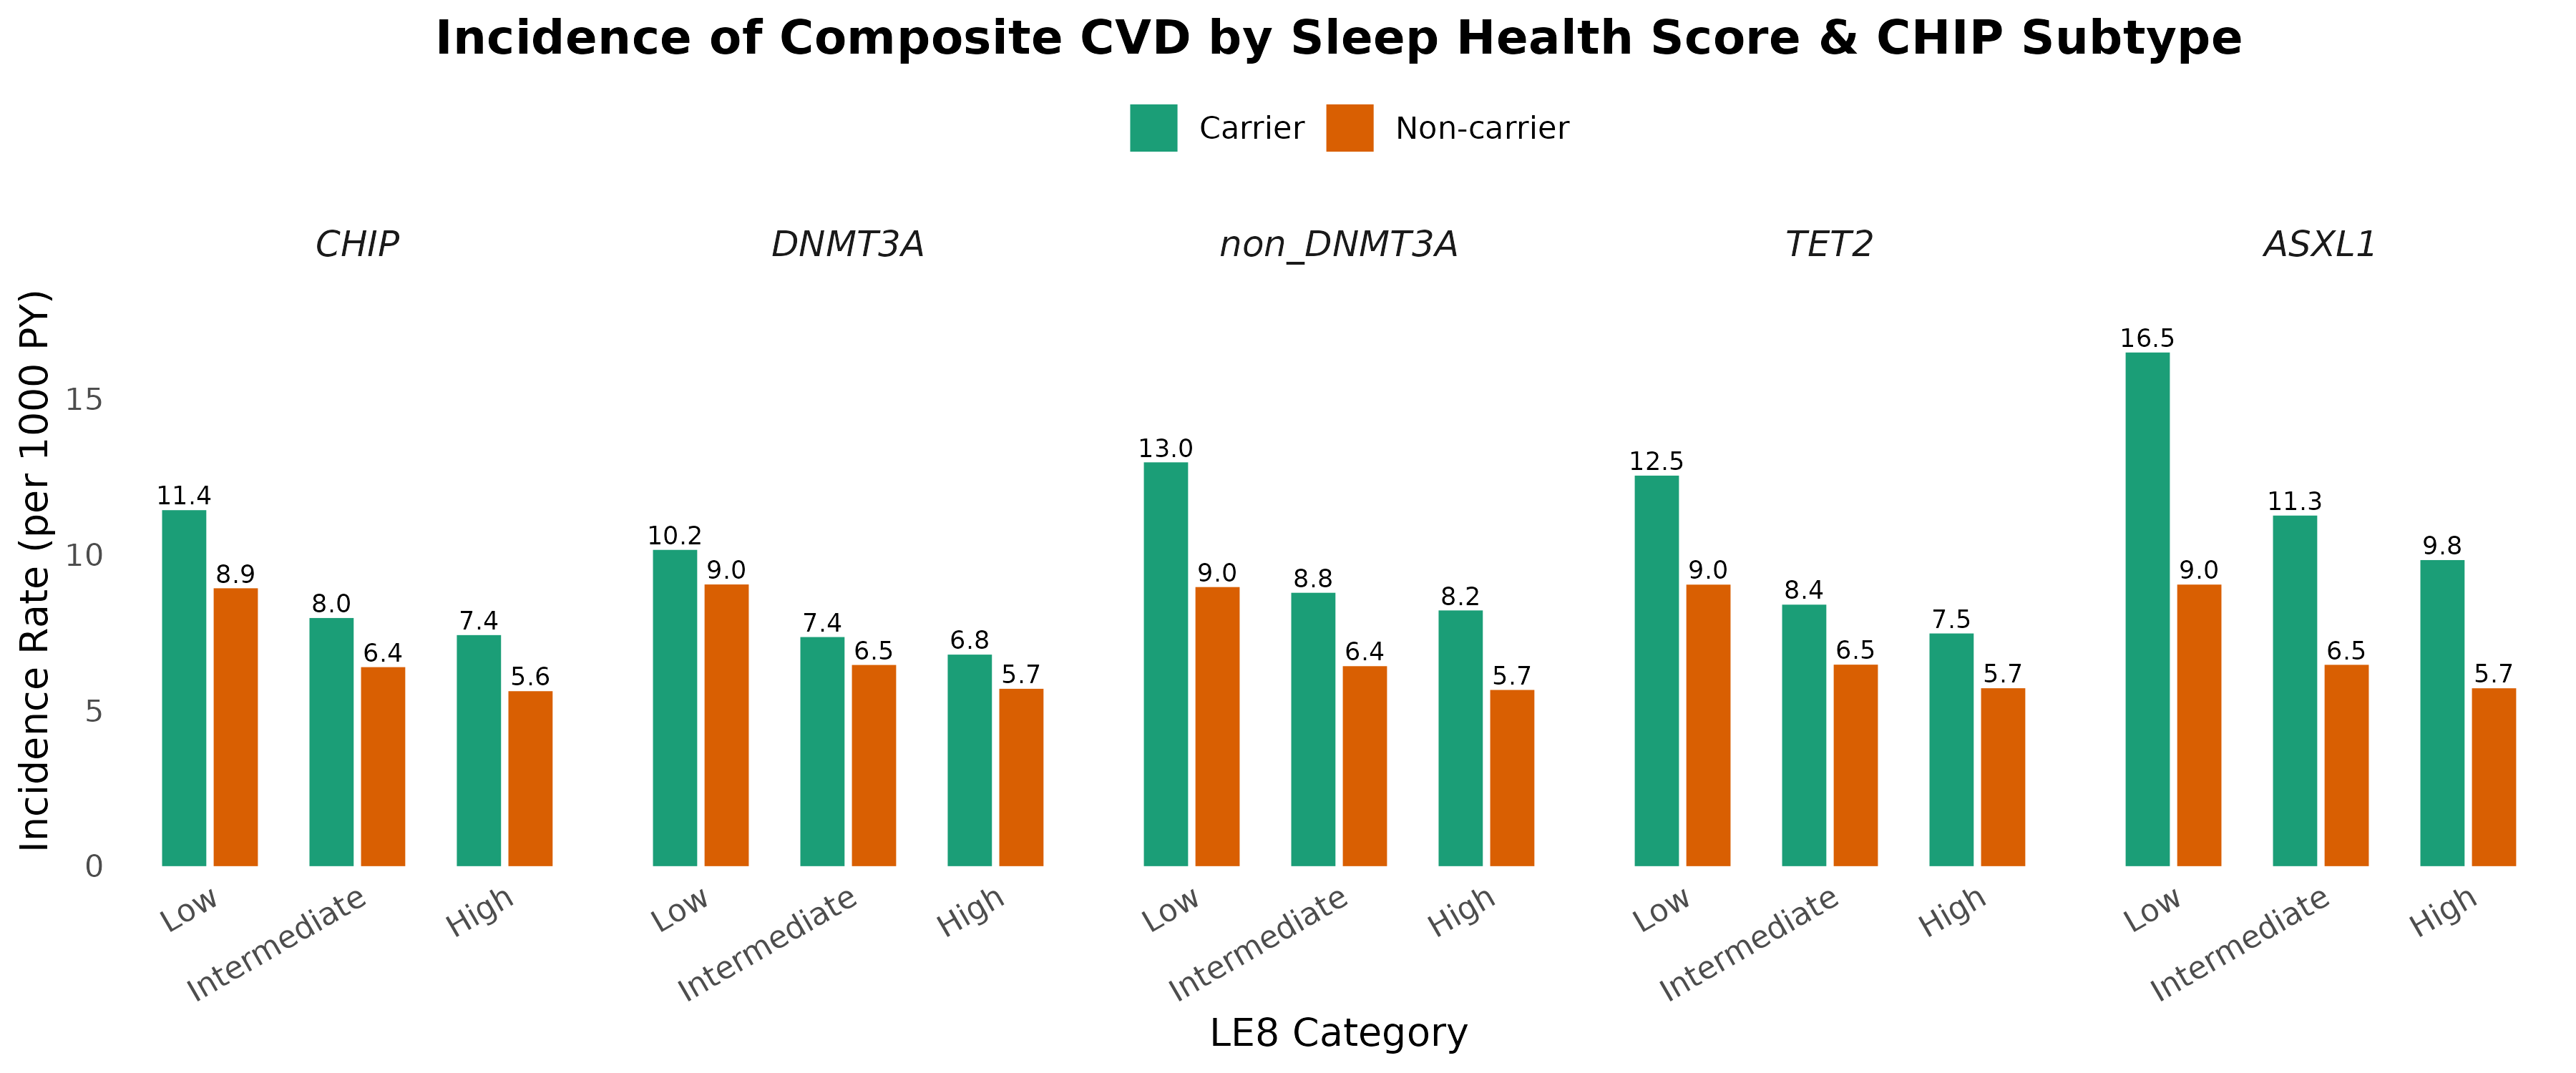 Incidence of Composite CVD by Sleep Health Score & CHIP Subtype
Carrier Non-carrier
CHIP DNMT3A non_DNMT3A TET2 ASXL1
Incidence Rate (per 1000 PY)
15
10
5
0
11.4 8.9 8.0 6.4 7.4 5.6
10.2 9.0 7.4 6.5 6.8 5.7
13.0 9.0 8.8 6.4 8.2 5.7
12.5 9.0 8.4 6.5 7.5 5.7
16.5 9.0 11.3 6.5 9.8 5.7
Low Intermediate High
Low Intermediate High
Low Intermediate High
Low Intermediate High
Low Intermediate High
LE8 Category